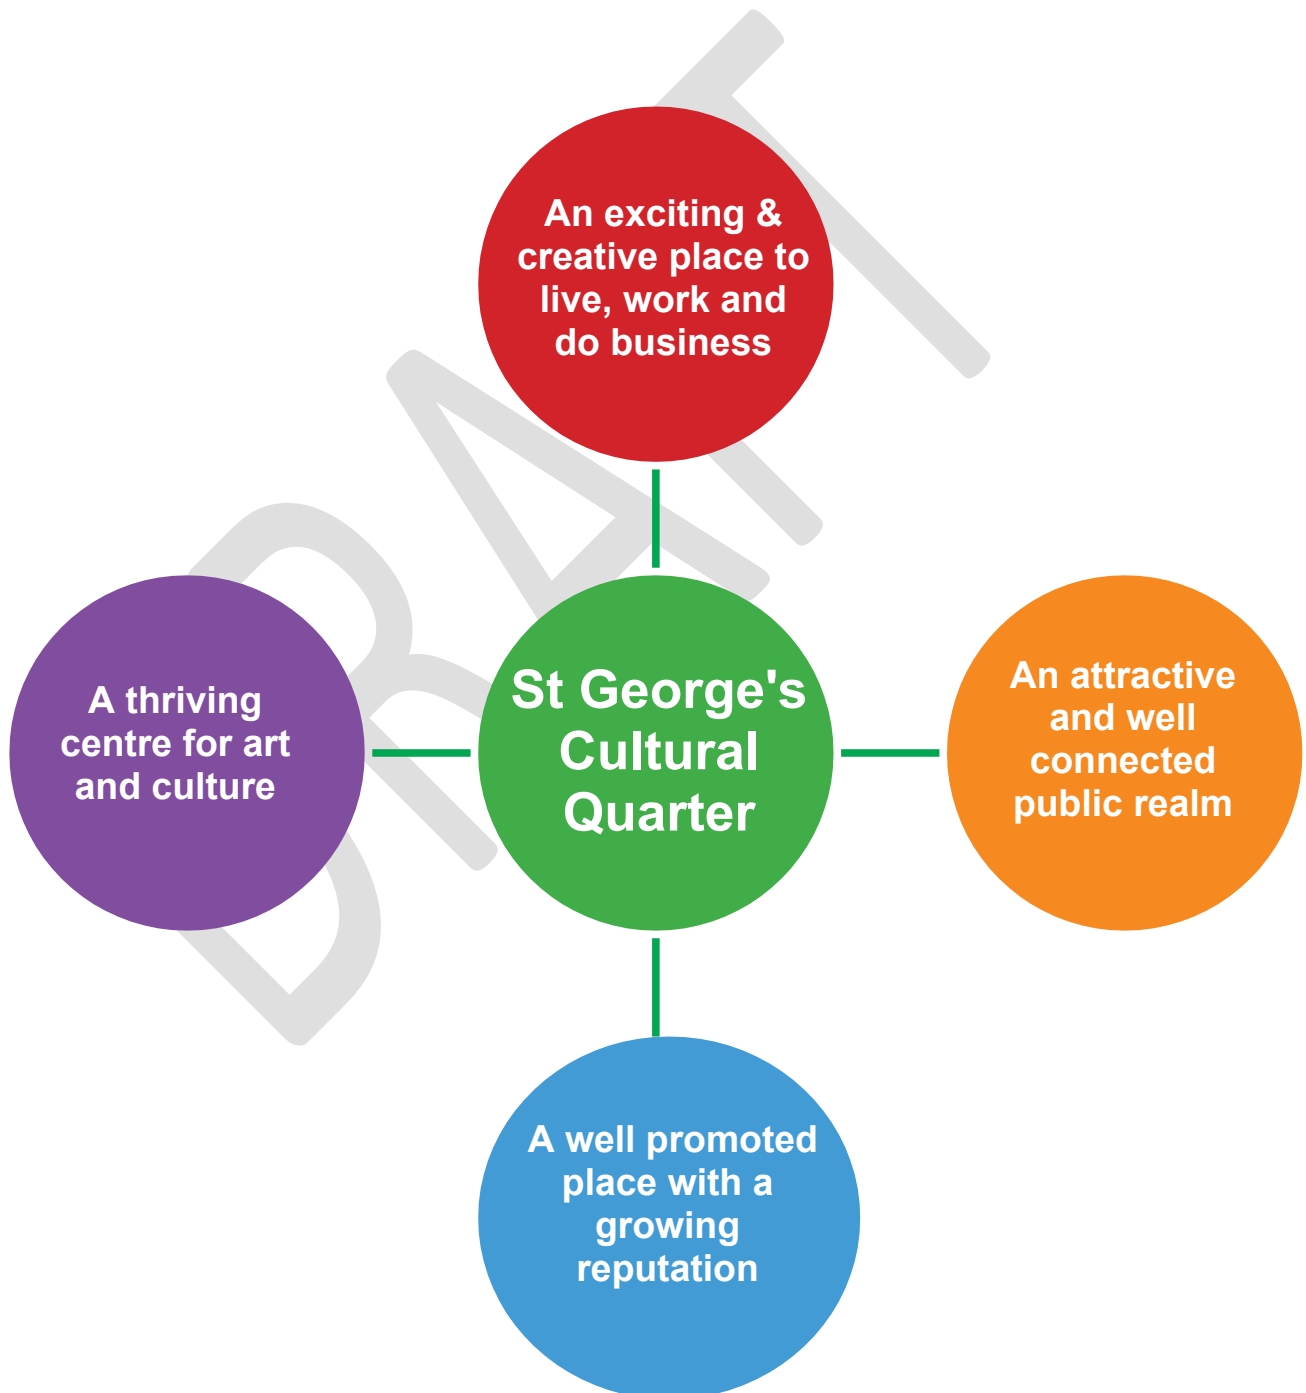 An exciting &
creative place to
live, work and
do business
A thriving
centre for art
and culture
St George's
Cultural
Quarter
An attractive
and well
connected
public realm
A well promoted
place with a
growing
reputation
DRAFT